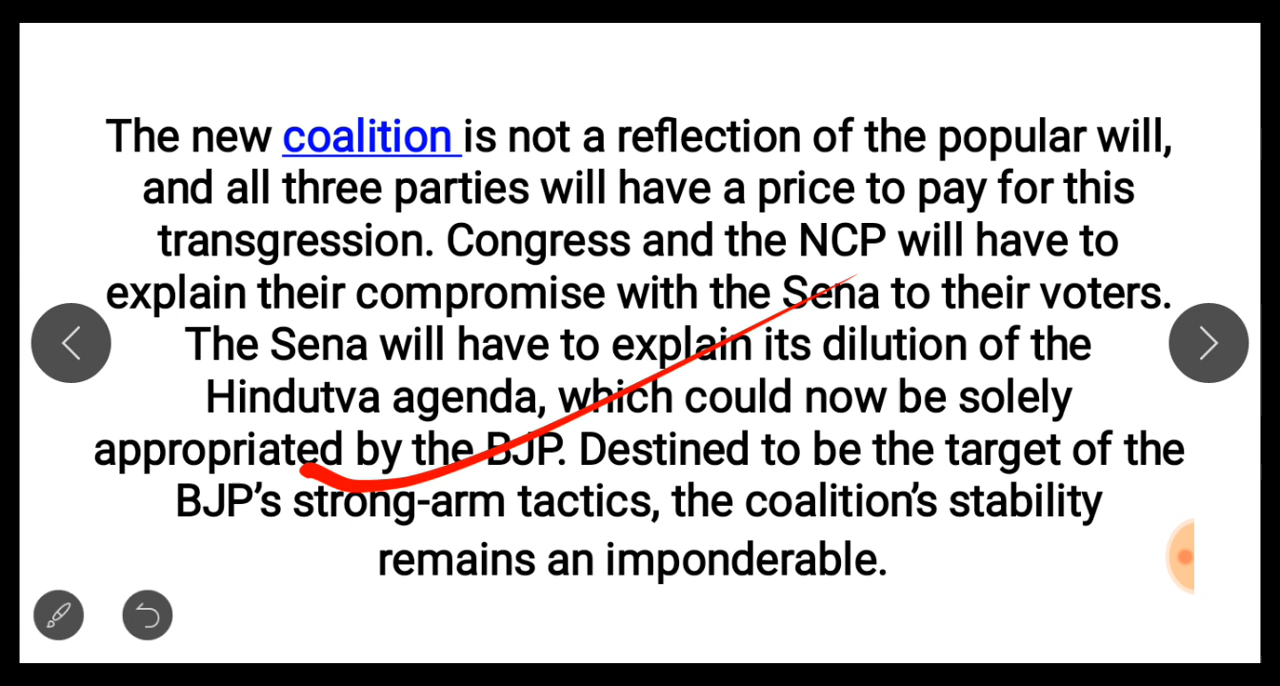 The new coalition is not a reflection of the popular will,
and all three parties will have a price to pay for this
transgression. Congress and the NCP will have to
explain their compromise with the Sena to their voters.
The Sena will have to explain its dilution of the
Hindutva agenda, which could now be solely
appropriated by the BJP. Destined to be the target of the
BJP’s strong-arm tactics, the coalition’s stability
remains an imponderable.